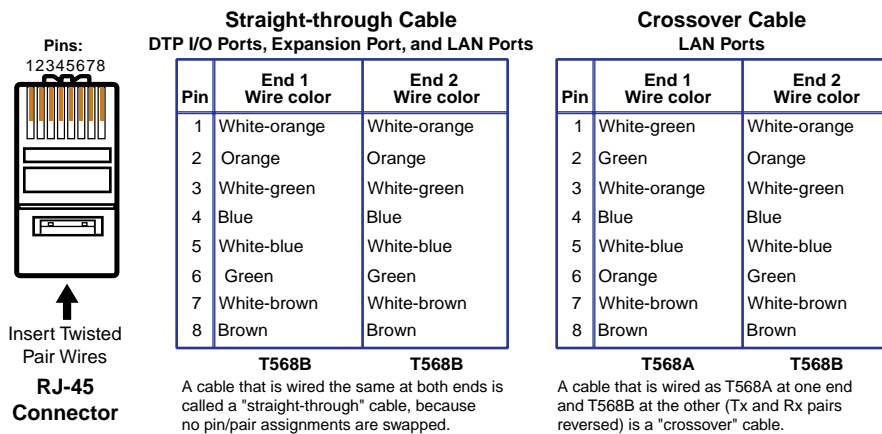 Straight-through Cable
DTP I/O Ports, Expansion Port, and LAN Ports
Crossover Cable
LAN Ports
Pins:
12345678
Insert Twisted
Pair Wires
RJ-45
Connector
Pin End 1 Wire color End 2 Wire color
1 White-orange White-orange
2 Orange Orange
3 White-green White-green
4 Blue Blue
5 White-blue White-blue
6 Green Green
7 White-brown White-brown
8 Brown Brown
T568B T568B
A cable that is wired the same at both ends is
called a "straight-through" cable, because
no pin/pair assignments are swapped.
Pin End 1 Wire color End 2 Wire color
1 White-green White-orange
2 Green Orange
3 White-orange White-green
4 Blue Blue
5 White-blue White-blue
6 Orange Green
7 White-brown White-brown
8 Brown Brown
T568A T568B
A cable that is wired as T568A at one end
and T568B at the other (Tx and Rx pairs
reversed) is a "crossover" cable.